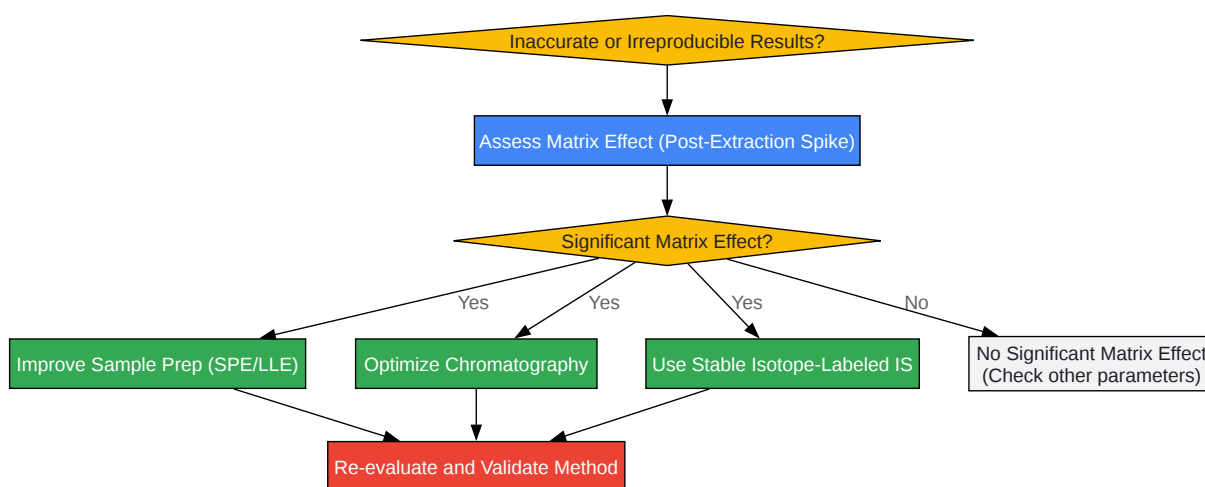 Inaccurate or Irreproducible Results?
Assess Matrix Effect (Post-Extraction Spike)
Significant Matrix Effect?
Yes
Yes
Yes
No
Improve Sample Prep (SPE/LLE)
Optimize Chromatography
Use Stable Isotope-Labeled IS
No Significant Matrix Effect
(Check other parameters)
Re-evaluate and Validate Method